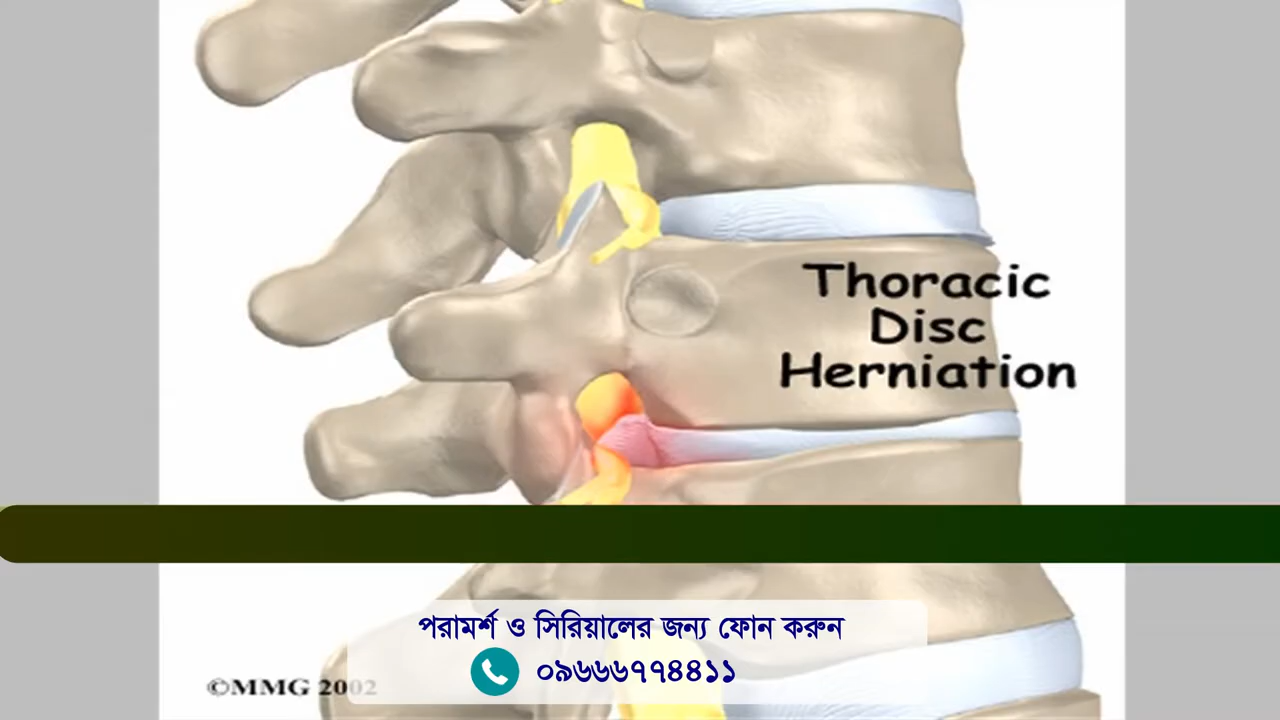 Thoracic
Disc
Herniation
পরামর্শ ও সিরিয়ালের জন্য ফোন করুন
০৯৬৬৬৭৭৪৪১১
©MMG 2002